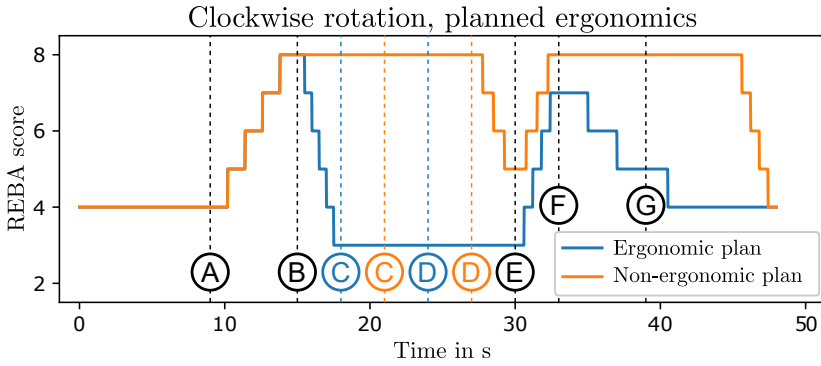 Clockwise rotation, planned ergonomics
REBA score
8
6
4
2
A
B
C
C
D
D
E
F
G
Ergonomic plan
Non-ergonomic plan
0 10 20 30 40 50
Time in s